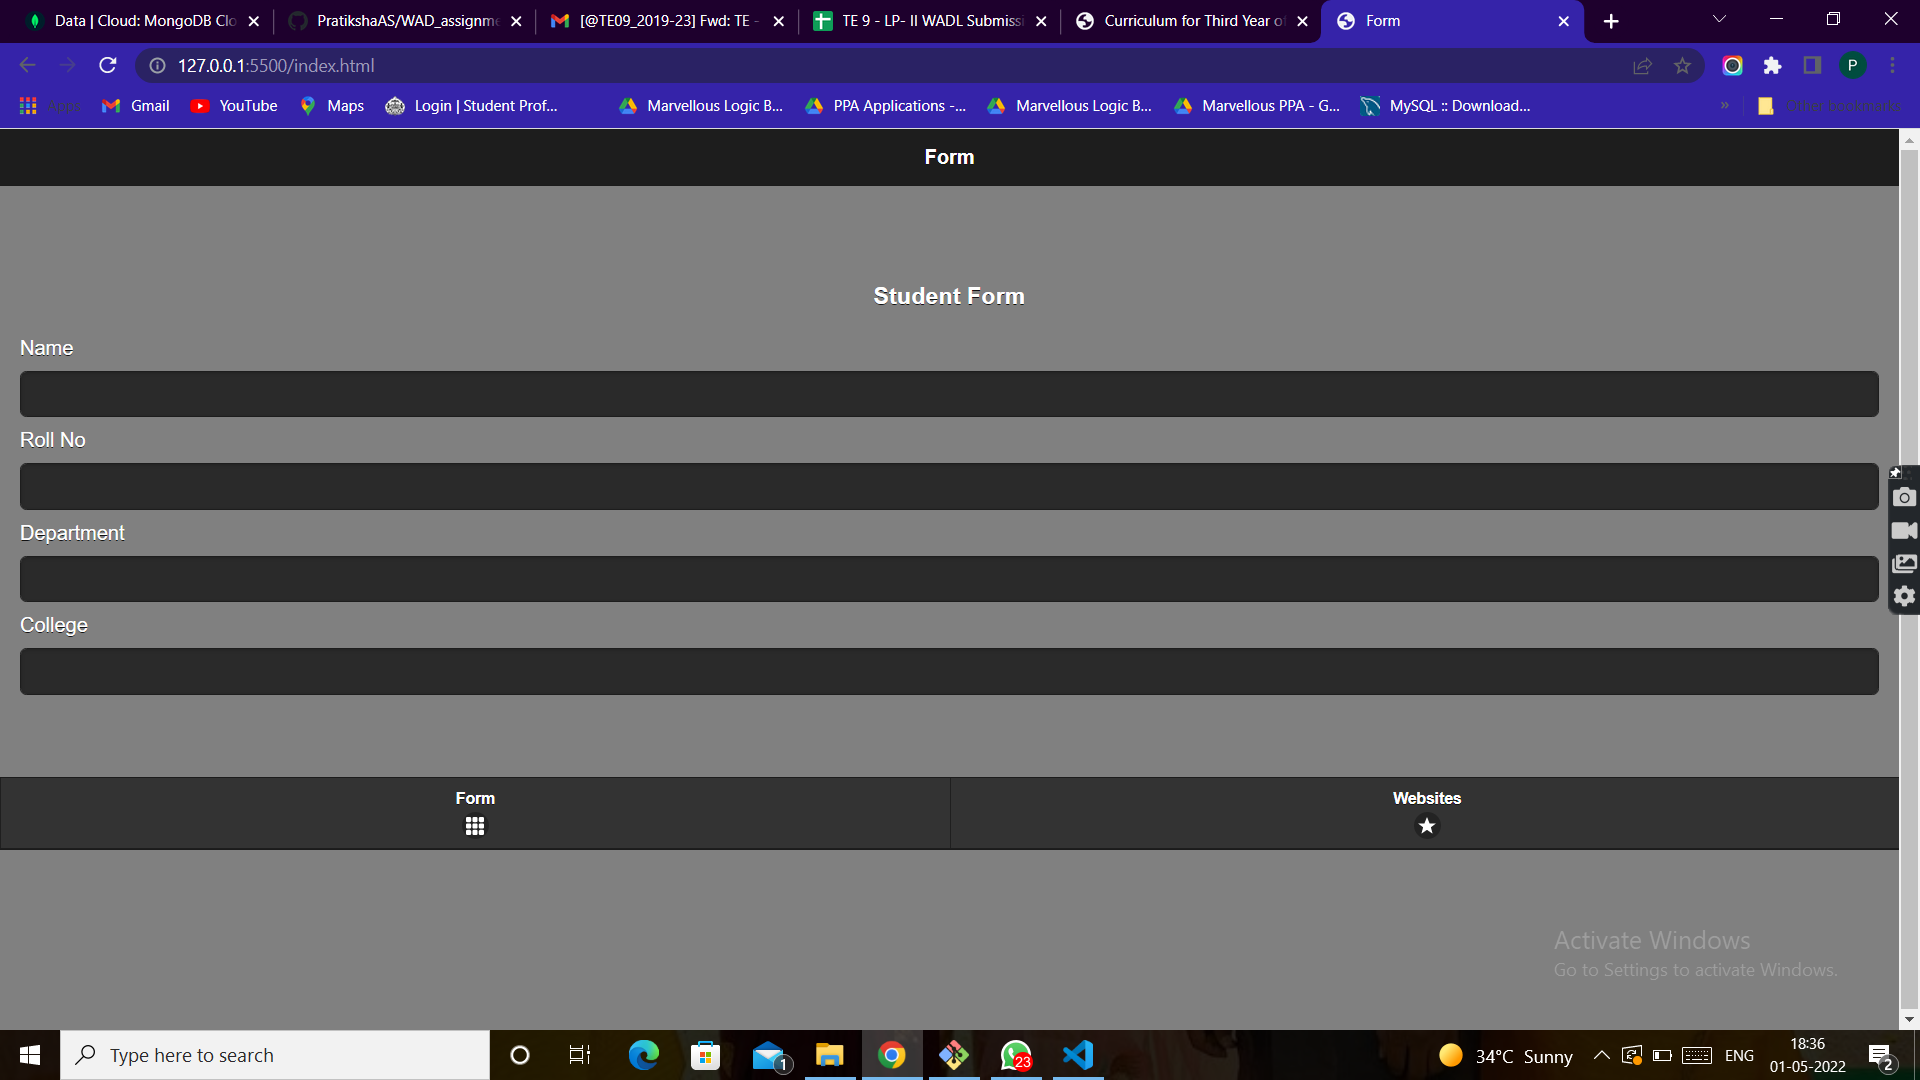 Data | Cloud: MongoDB Clo
PratikshaAS/WAD_assignme
[@TE09_2019-23] Fwd: TE -
TE 9 - LP- II WADL Submissi
Curriculum for Third Year o
Form
127.0.0.1:5500/index.html
P
Apps
Gmail
YouTube
Maps
Login | Student Prof...
Marvellous Logic B...
PPA Applications -...
Marvellous Logic B...
Marvellous PPA - G...
MySQL :: Download...
»
Other bookmarks
Form
Student Form
Name
Roll No
Department
College
Form
Websites
Activate Windows
Go to Settings to activate Windows.
Type here to search
1
23
34°C Sunny
ENG
18:36
01-05-2022
2